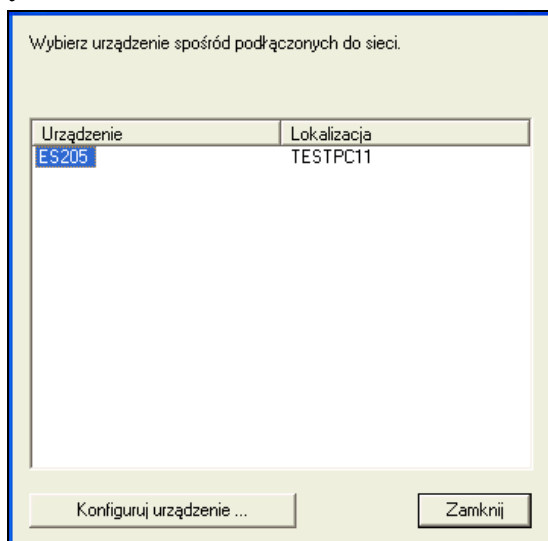 Wybierz urządzenie spośród podłączonych do sieci.
Urządzenie Lokalizacja
ES205 TESTPC11
Konfiguruj urządzenie ... Zamknij